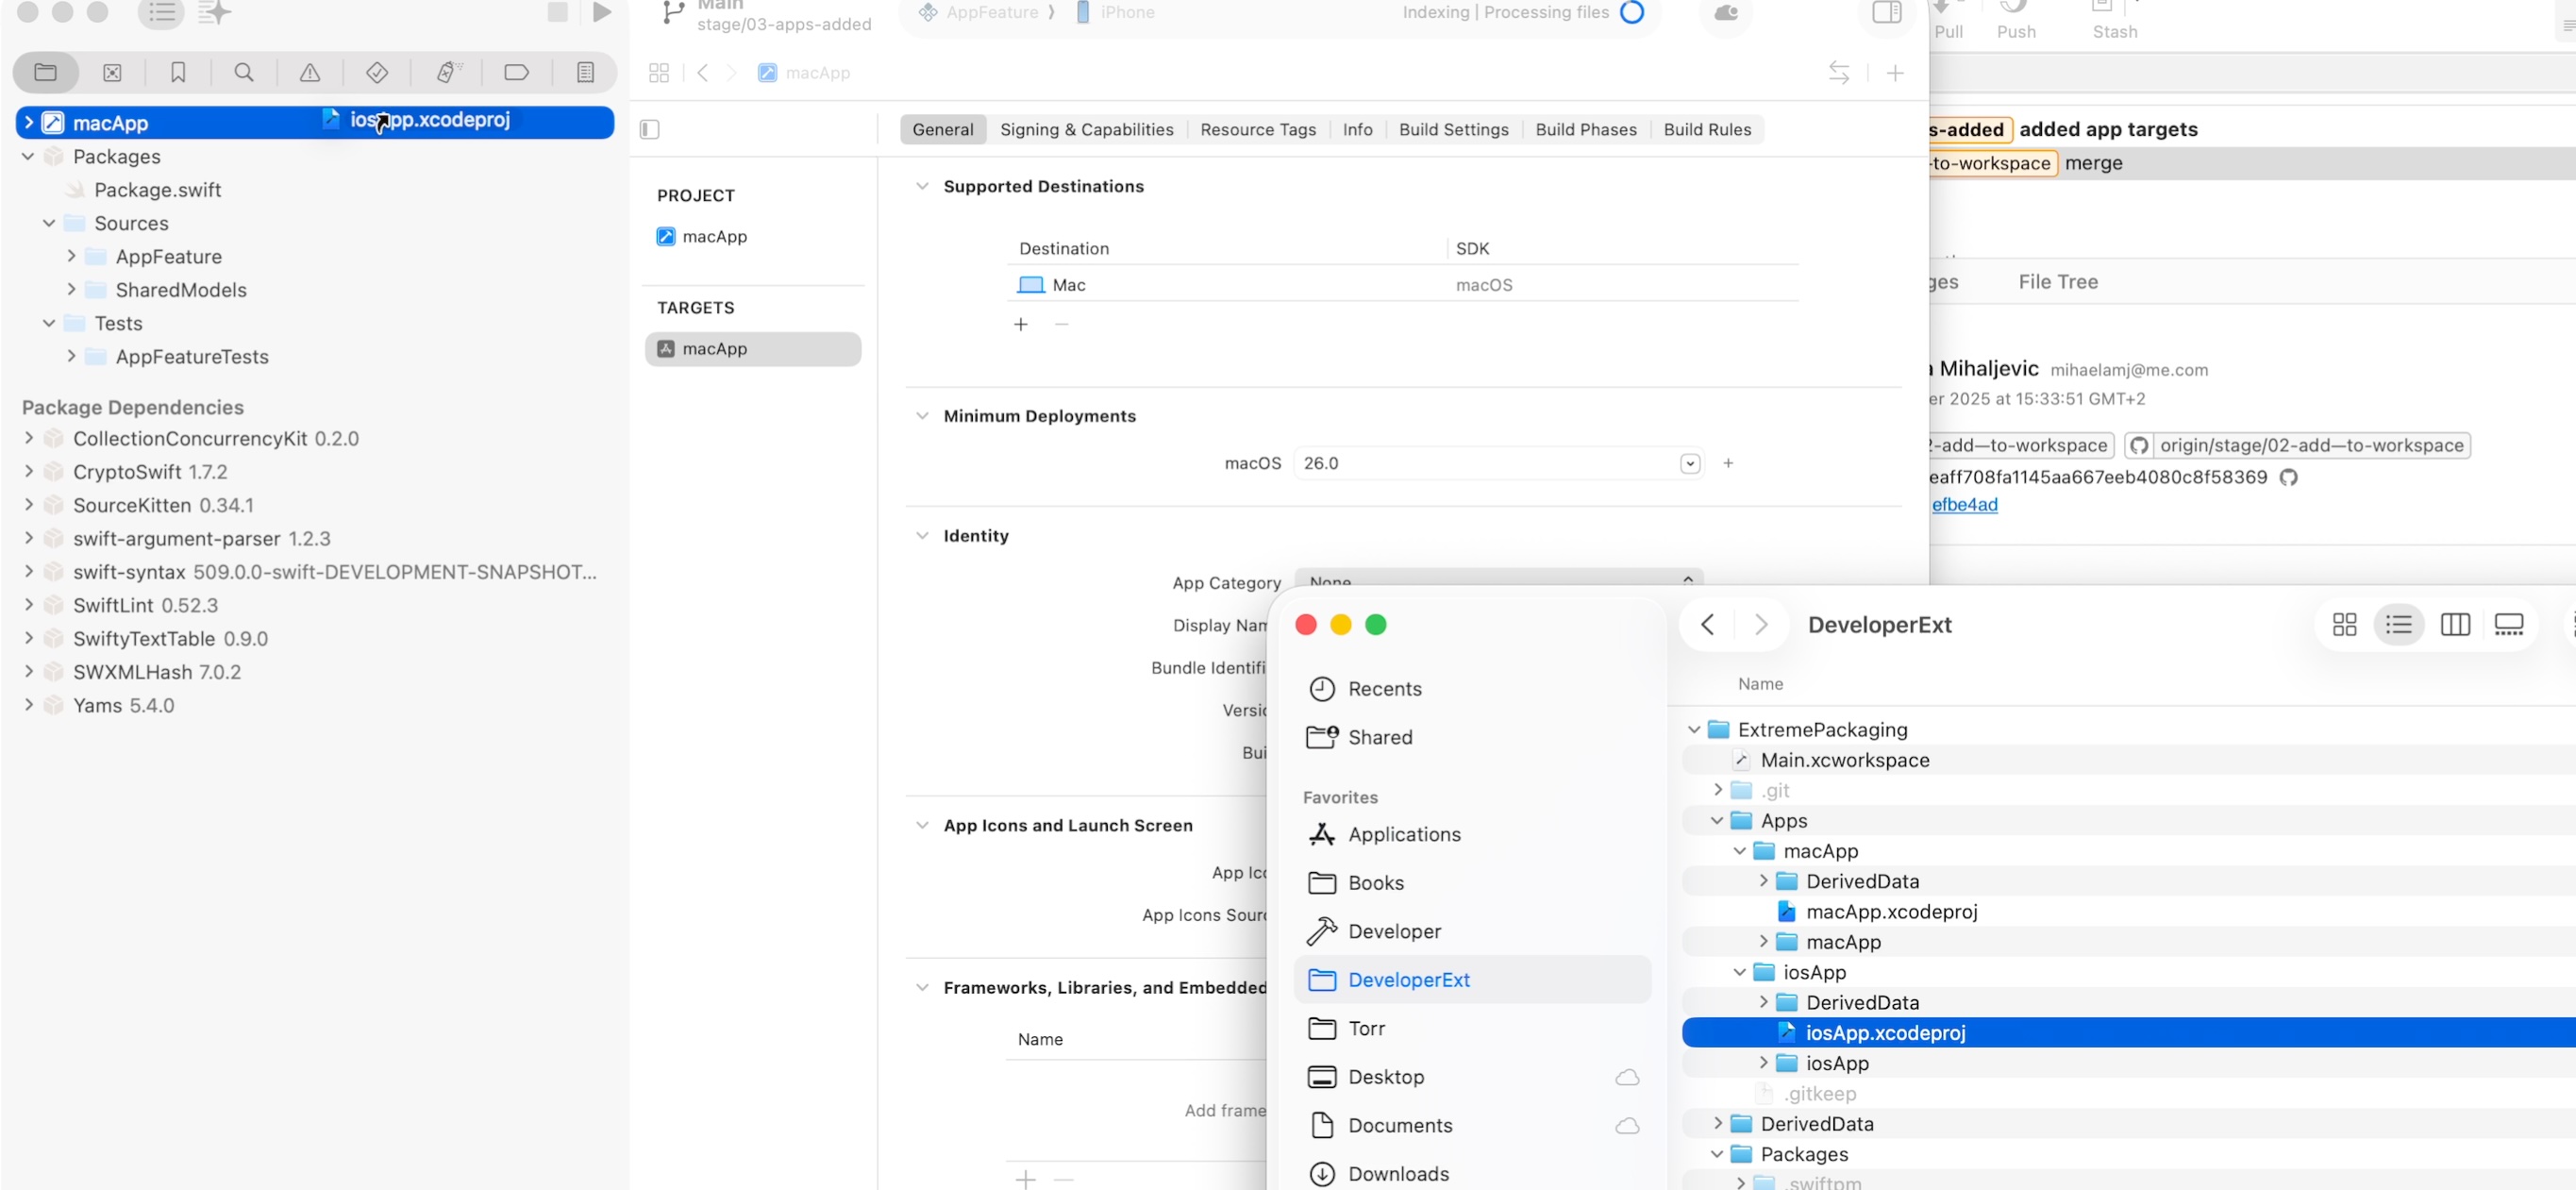 Main
stage/03-apps-added
AppFeature
iPhone
Indexing | Processing files
Pull
Push
Stash
macApp
macApp
iosApp.xcodeproj
Packages
Package.swift
Sources
AppFeature
SharedModels
Tests
AppFeatureTests
Package Dependencies
CollectionConcurrencyKit 0.2.0
CryptoSwift 1.7.2
SourceKitten 0.34.1
swift-argument-parser 1.2.3
swift-syntax 509.0.0-swift-DEVELOPMENT-SNAPSHOT...
SwiftLint 0.52.3
SwiftyTextTable 0.9.0
SWXMLHash 7.0.2
Yams 5.4.0
General
Signing & Capabilities
Resource Tags
Info
Build Settings
Build Phases
Build Rules
PROJECT
macApp
TARGETS
macApp
Supported Destinations
Destination
SDK
Mac
macOS
Minimum Deployments
macOS 26.0
Identity
App Category None
Display Nam
Bundle Identifi
Versio
Bui
App Icons and Launch Screen
App Ico
App Icons Sourc
Frameworks, Libraries, and Embedded
Name
Add frame
s-added added app targets
-to-workspace merge
ges
File Tree
Mihaljevic mihaelamj@me.com
er 2025 at 15:33:51 GMT+2
2-add—to-workspace
origin/stage/02-add—to-workspace
eaff708fa1145aa667eeb4080c8f58369
efbe4ad
Recents
Shared
Favorites
Applications
Books
Developer
DeveloperExt
Torr
Desktop
Documents
Downloads
DeveloperExt
Name
ExtremePackaging
Main.xcworkspace
.git
Apps
macApp
DerivedData
macApp.xcodeproj
macApp
iosApp
DerivedData
iosApp.xcodeproj
iosApp
.gitkeep
DerivedData
Packages
.swiftpm